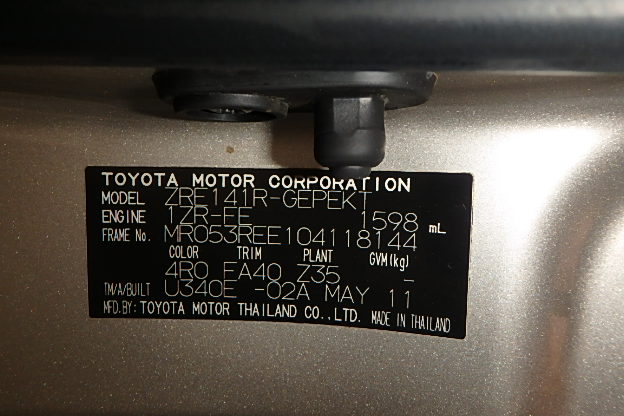 TOYOTA MOTOR CORPORATION
MODEL ZRE141R-GEPEKT
ENGINE 1ZR-FE 1598 mL
FRAME No. MR053REE104118144
COLOR TRIM PLANT GVM(kg)
4R0 FA40 Z35 -
TM/A/BUILT U340E -02A MAY 11
MFD.BY: TOYOTA MOTOR THAILAND CO.,LTD. MADE IN THAILAND